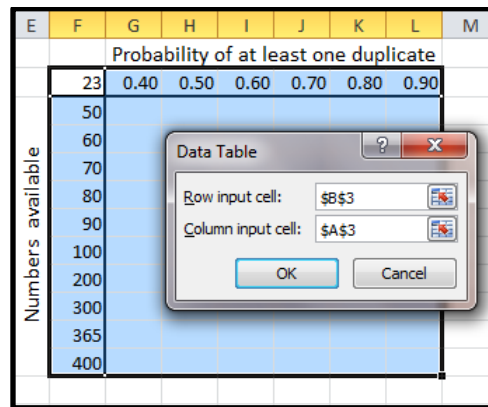 E F G H I J K L M
Probability of at least one duplicate
23 0.40 0.50 0.60 0.70 0.80 0.90
Numbers available
50
60
70
80
90
100
200
300
365
400
Data Table
?
X
Row input cell: $B$3
Column input cell: $A$3
OK Cancel